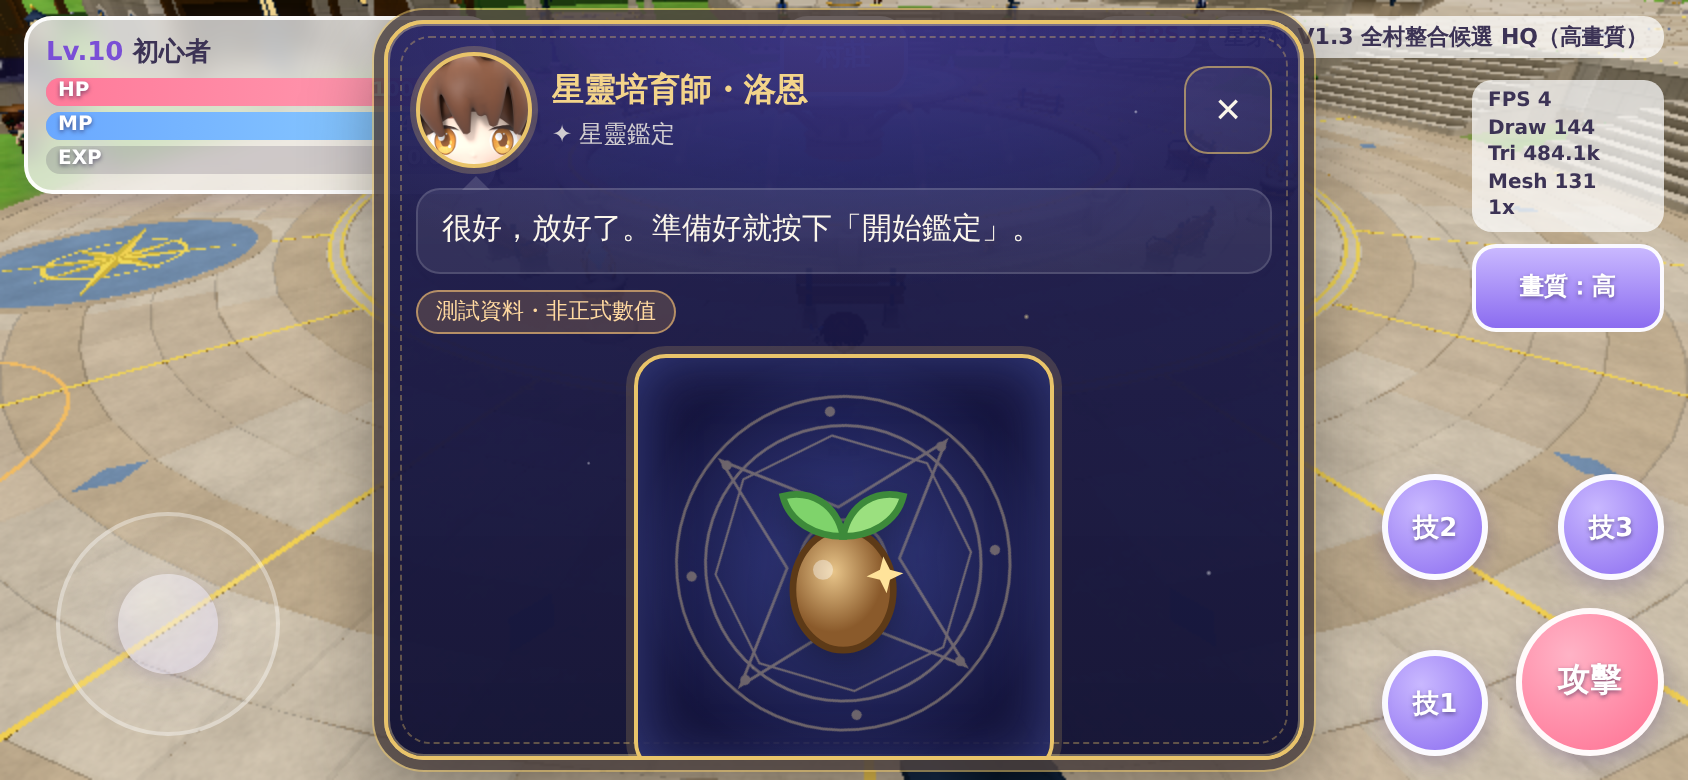 Lv.10 初心者
HP
MP
EXP
星靈培育師・洛恩
✦ 星靈鑑定
×
很好，放好了。準備好就按下「開始鑑定」。
測試資料・非正式數值
V1.3 全村整合候選 HQ（高畫質）
FPS 4
Draw 144
Tri 484.1k
Mesh 131
1x
畫質：高
技2
技3
技1
攻擊